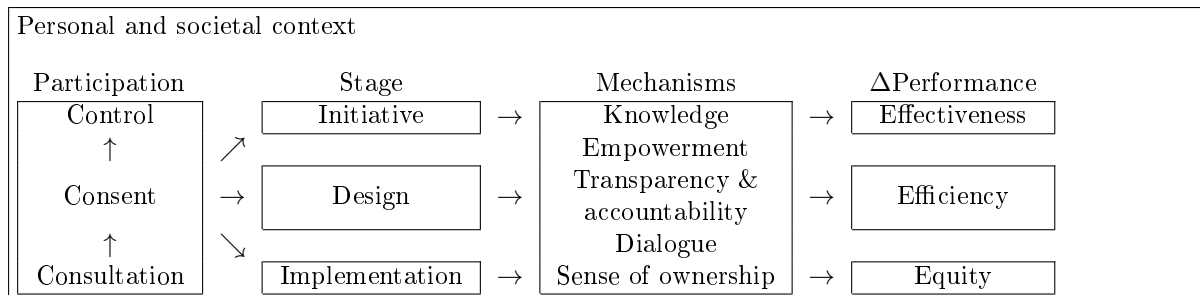 Personal and societal context
Participation Stage Mechanisms ΔPerformance
Control Initiative → Knowledge → Effectiveness
↑ ↗ Empowerment
Consent → Design → Transparency & → Efficiency
accountability
↑ ↘ Dialogue
Consultation Implementation → Sense of ownership → Equity